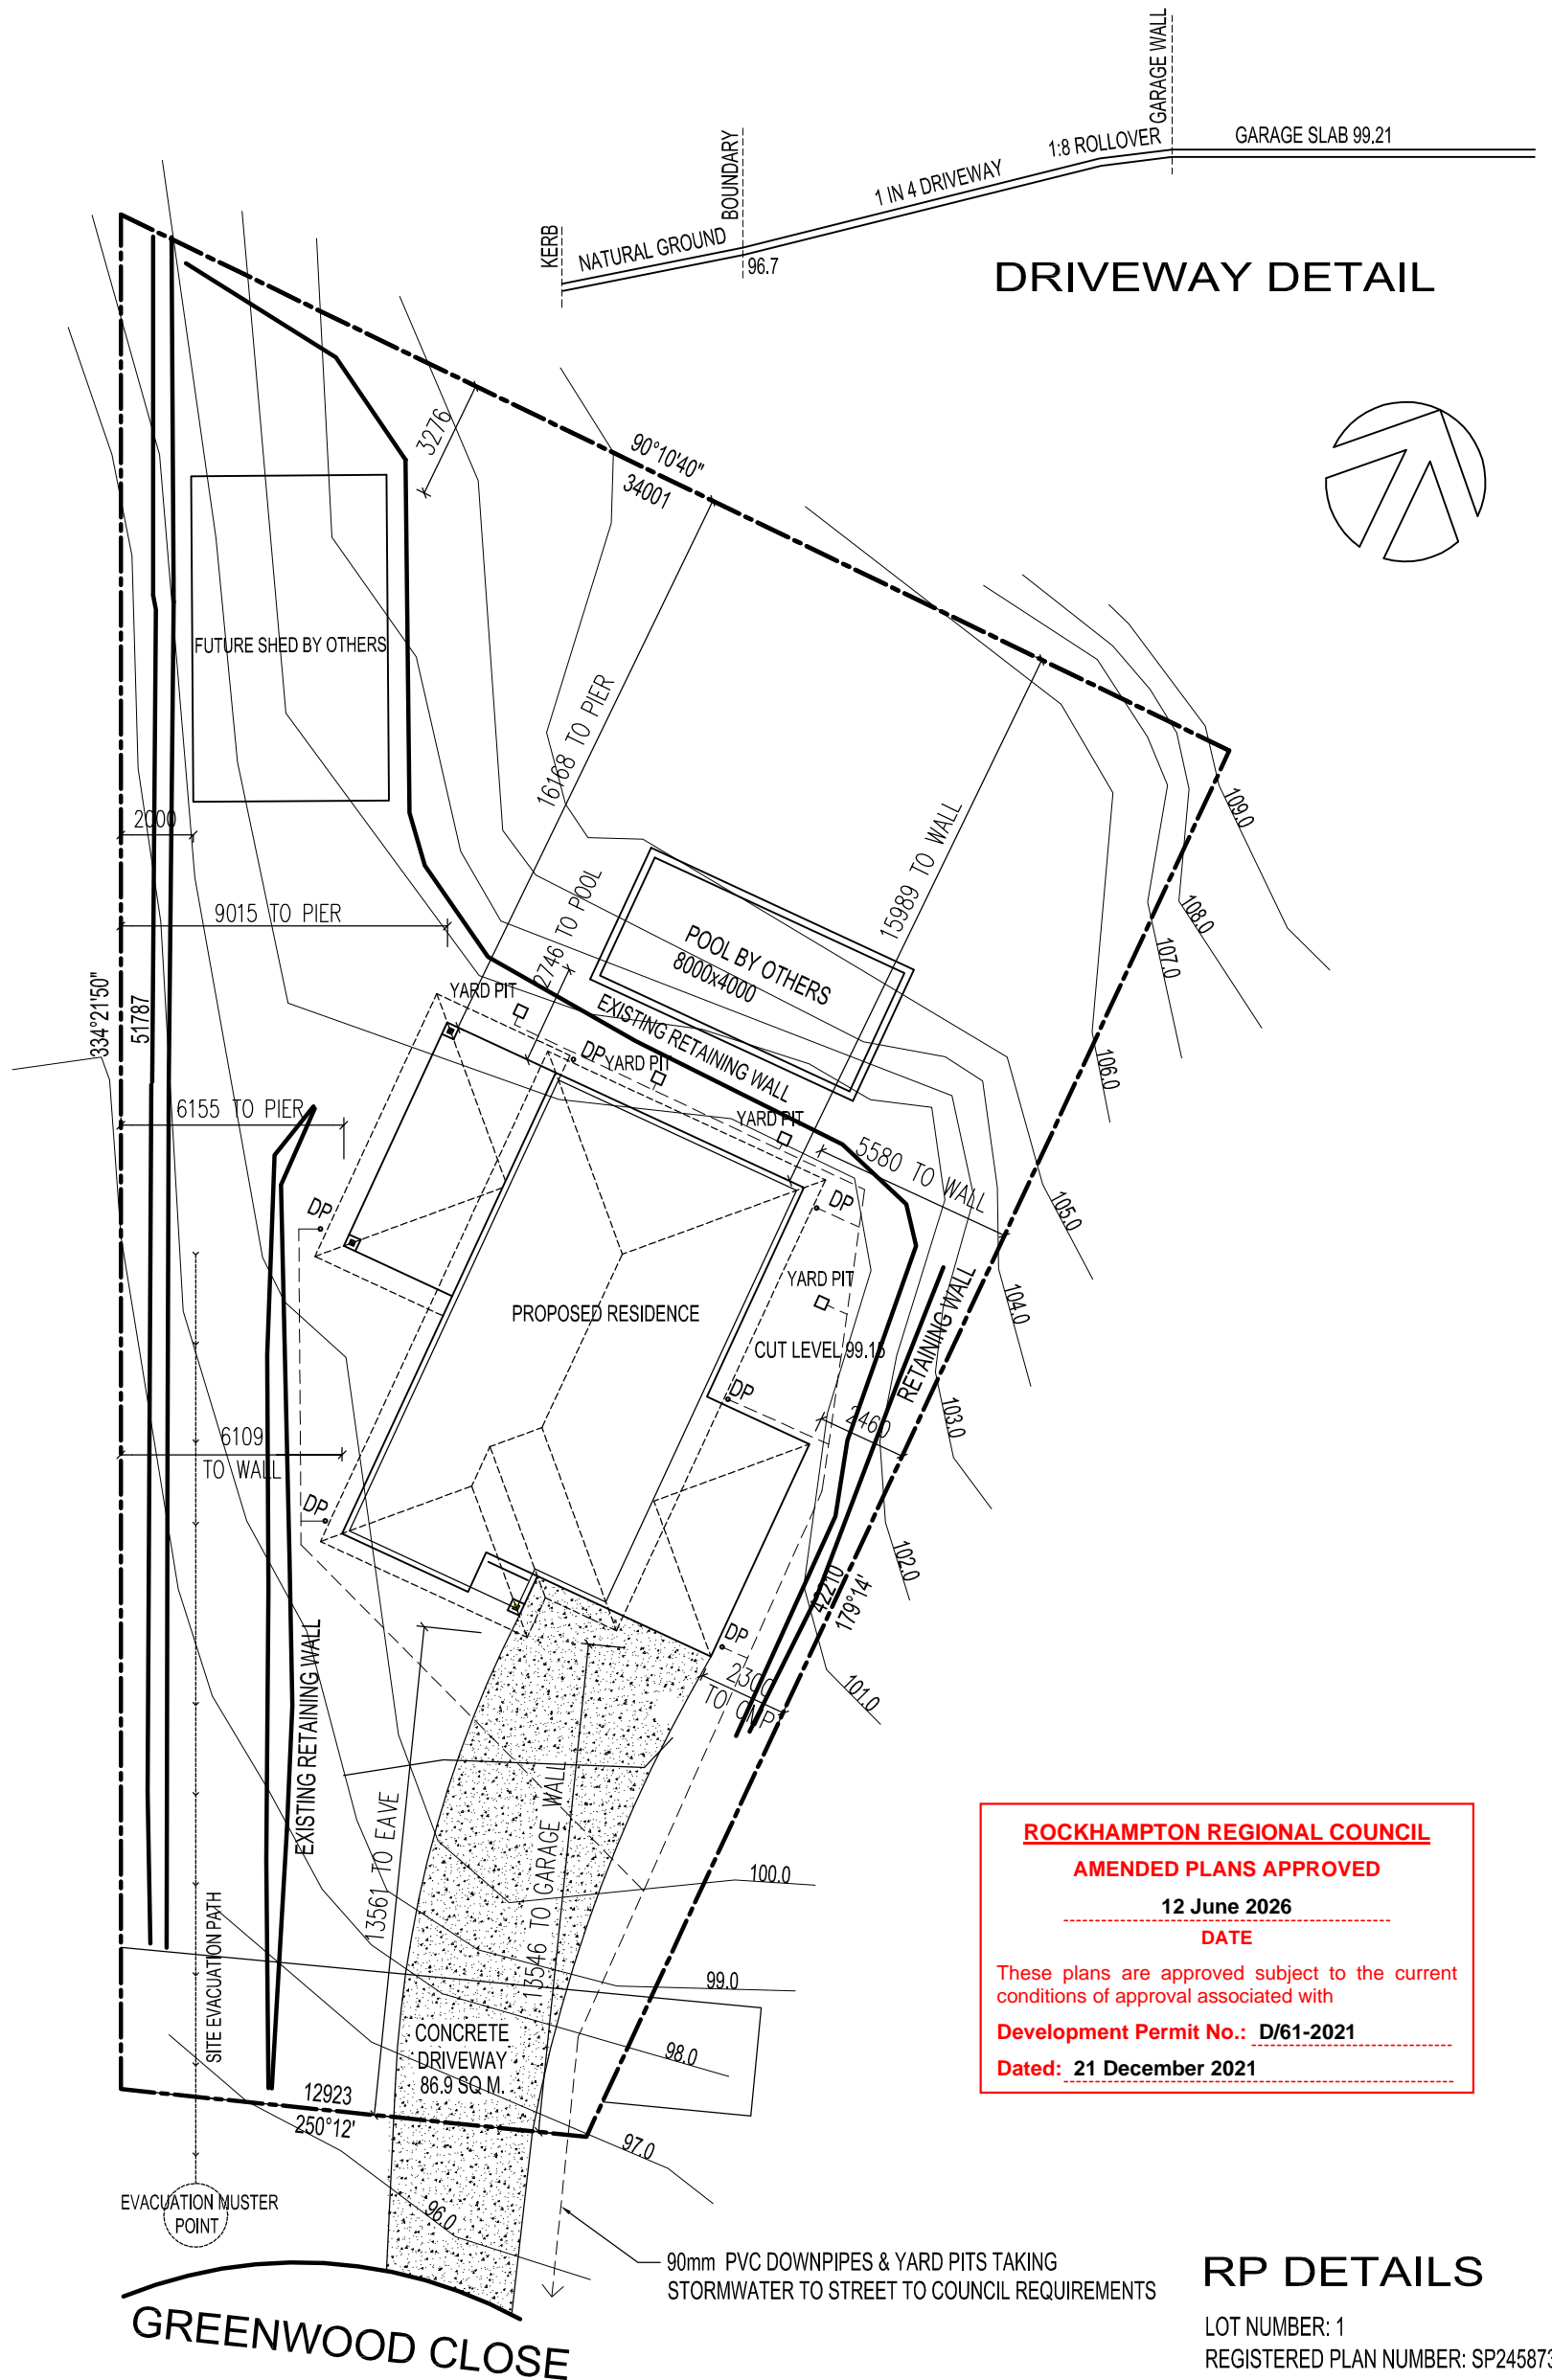 GARAGE WALL
GARAGE SLAB 99.21
1:8 ROLLOVER
BOUNDARY
1 IN 4 DRIVEWAY
KERB
NATURAL GROUND
96.7
DRIVEWAY DETAIL
3276
90°10'40"
34001
FUTURE SHED BY OTHERS
16168 TO PIER
2000
15989 TO WALL
109.0
9015 TO PIER
2746 TO POOL
POOL BY OTHERS
8000x4000
108.0
107.0
334°21'50"
51787
YARD PIT
EXISTING RETAINING WALL
DP
YARD PIT
106.0
6155 TO PIER
YARD PIT
5580 TO WALL
DP
DP
105.0
YARD PIT
104.0
PROPOSED RESIDENCE
CUT LEVEL 99.15
RETAINING WALL
DP
103.0
2460
6109
TO WALL
DP
102.0
42210
179°14'
DP
2300
TO OMP
101.0
EXISTING RETAINING WALL
13561 TO EAVE
13546 TO GARAGE WALL
100.0
99.0
SITE EVACUATION PATH
CONCRETE
DRIVEWAY
86.9 SQ M.
98.0
12923
250°12'
97.0
96.0
EVACUATION MUSTER
POINT
ROCKHAMPTON REGIONAL COUNCIL
AMENDED PLANS APPROVED
12 June 2026
DATE
These plans are approved subject to the current
conditions of approval associated with
Development Permit No.: D/61-2021
Dated: 21 December 2021
90mm PVC DOWNPIPES & YARD PITS TAKING
STORMWATER TO STREET TO COUNCIL REQUIREMENTS
GREENWOOD CLOSE
RP DETAILS
LOT NUMBER: 1
REGISTERED PLAN NUMBER: SP245873